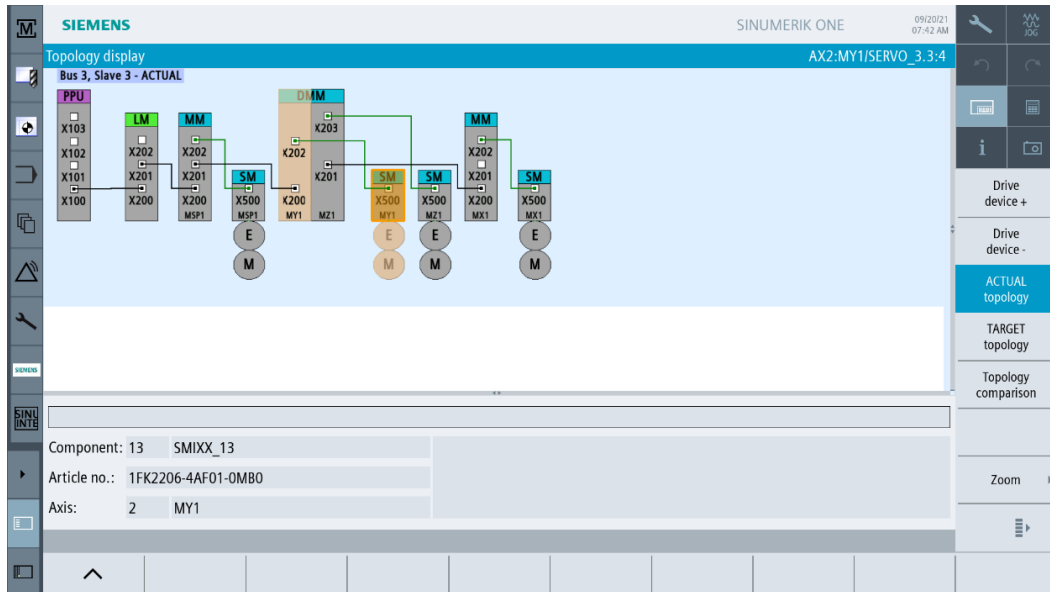 M
SIEMENS
SINUMERIK ONE
09/20/21
07:42 AM
JOG
Topology display
AX2:MY1/SERVO_3.3:4
Bus 3, Slave 3 - ACTUAL
PPU
X103
X102
X101
X100
LM
X202
X201
X200
MM
X202
X201
X200
MSP1
SM
X500
MSP1
E
M
DMM
X203
X202
X201
X200
MY1
MZ1
SM
X500
MY1
E
M
SM
X500
MZ1
E
M
MM
X202
X201
X200
MX1
SM
X500
MX1
E
M
Drive
device +
Drive
device -
ACTUAL
topology
TARGET
topology
Topology
comparison
Zoom
SIEMENS
SINU
INTE
Component: 13 SMIXX_13
Article no.: 1FK2206-4AF01-0MB0
Axis: 2 MY1